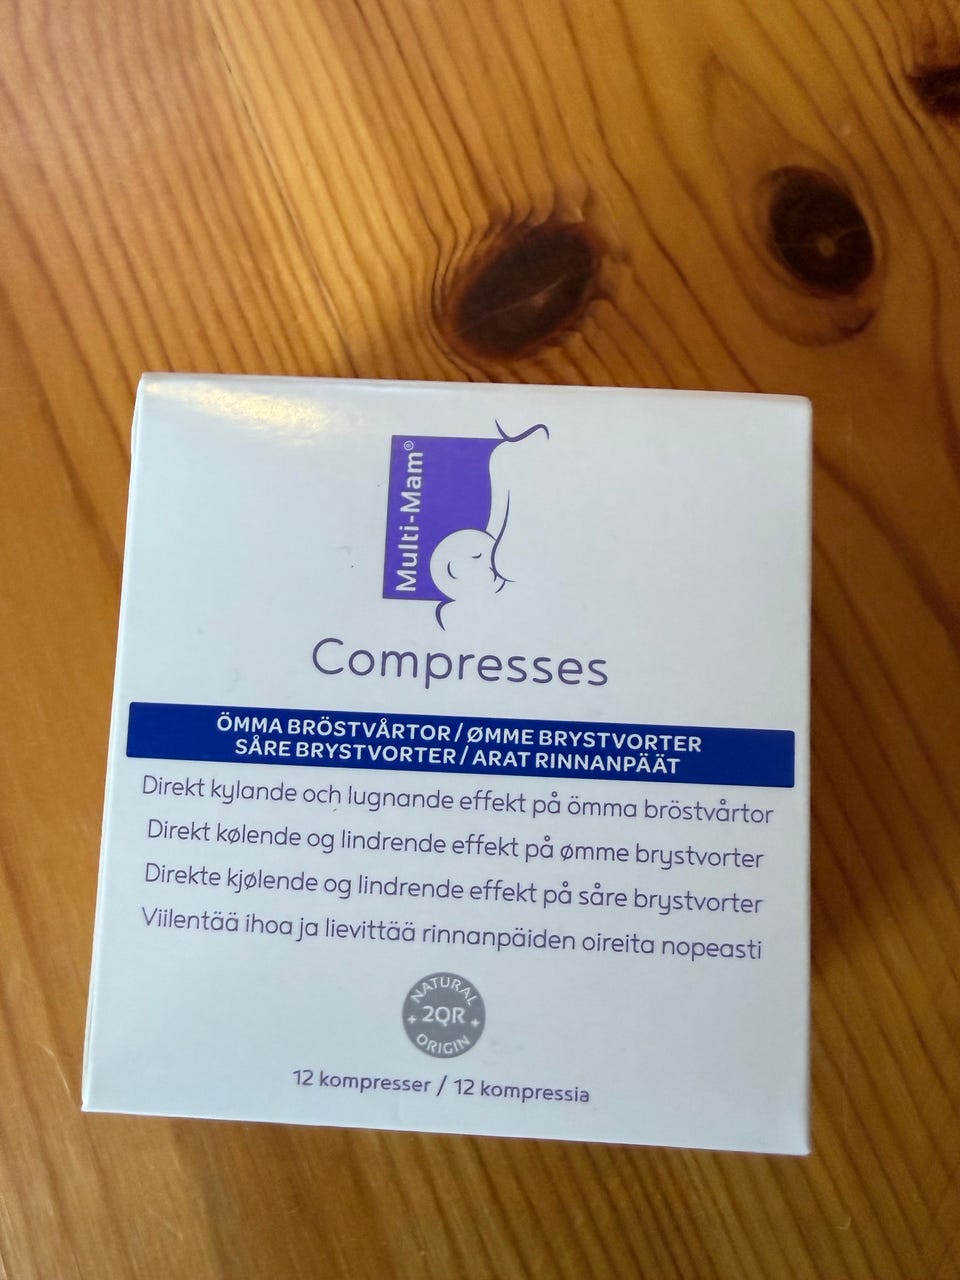 Multi-Mam®
Compresses
ÖMMA BRÖSTVÅRTOR / ØMME BRYSTVORTER
SÅRE BRYSTVORTER / ARAT RINNANPÄÄT
Direkt kylande och lugnande effekt på ömma bröstvårtor
Direkt kølende og lindrende effekt på ømme brystvorter
Direkte kjølende og lindrende effekt på såre brystvorter
Viilentää ihoa ja lievittää rinnanpäiden oireita nopeasti
NATURAL
+ 2QR +
ORIGIN
12 kompresser / 12 kompressia